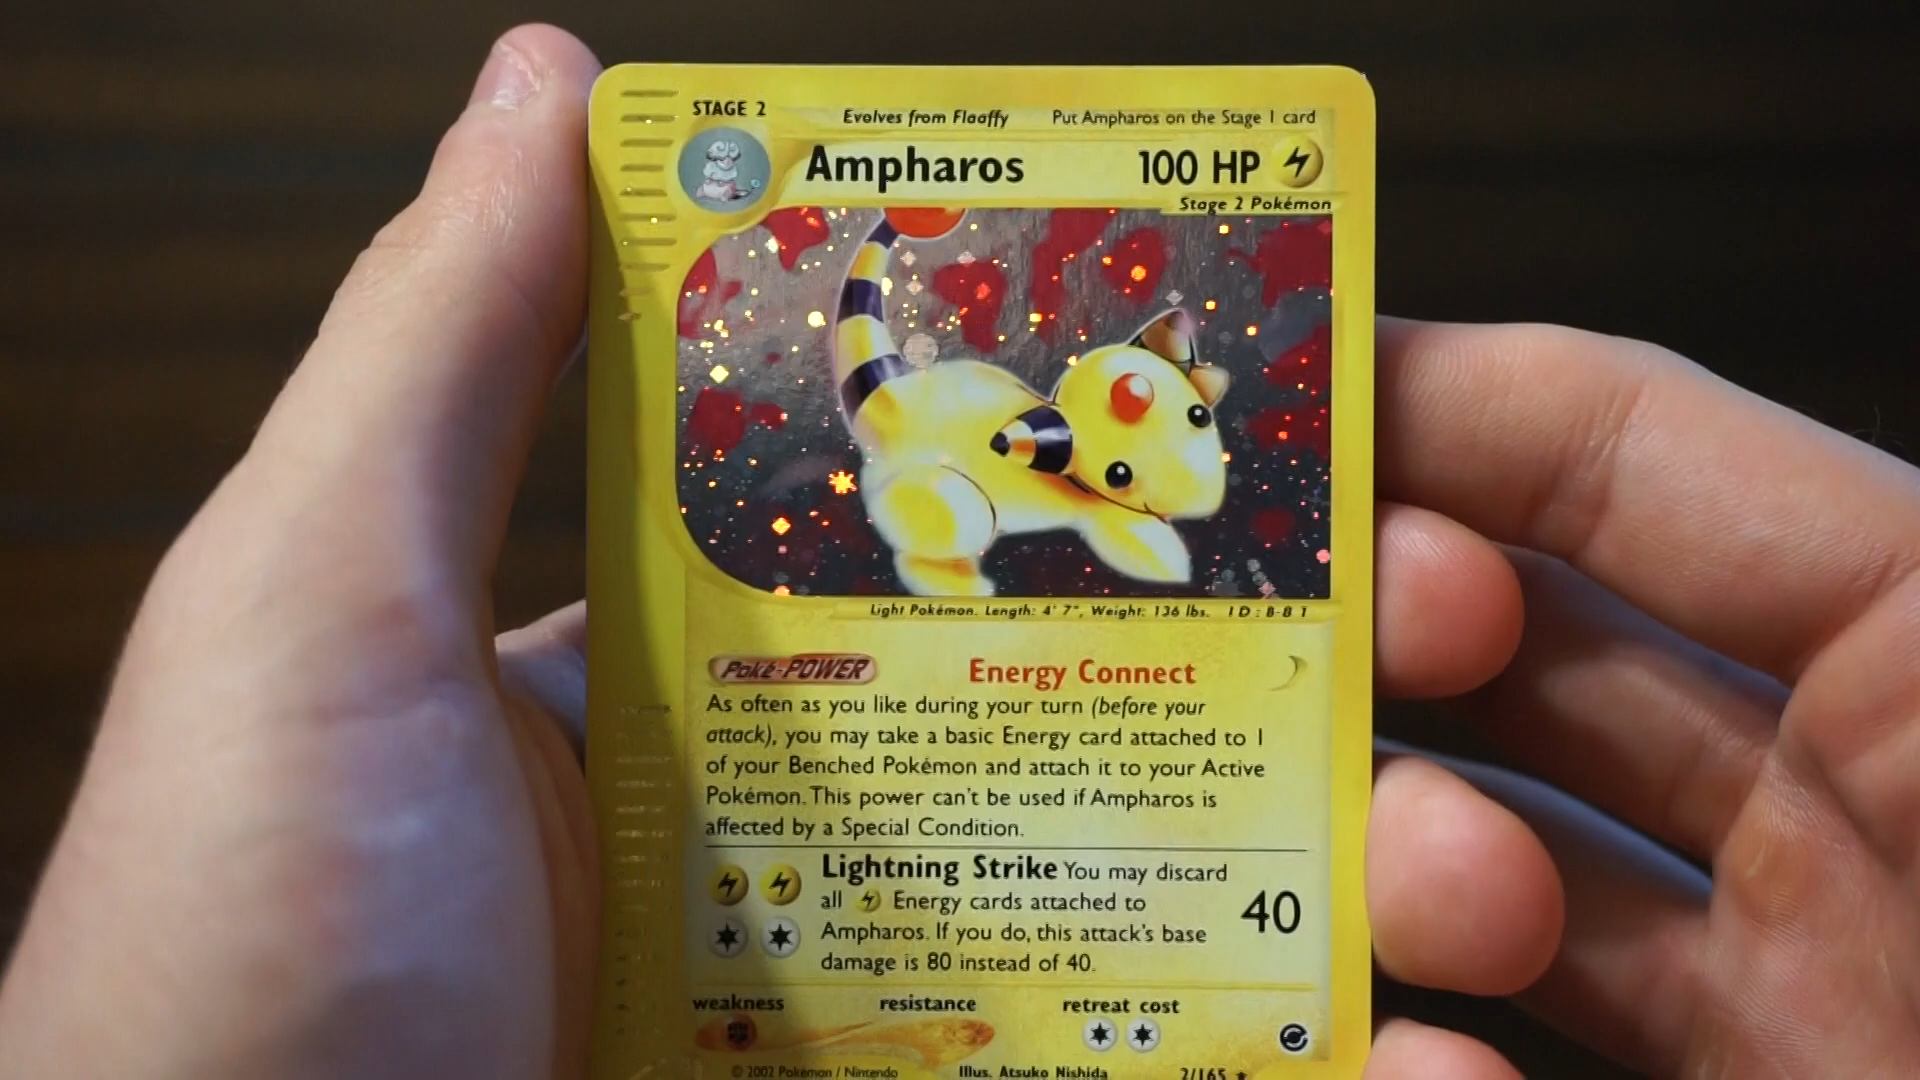 STAGE 2
Evolves from Flaaffy
Put Ampharos on the Stage 1 card
Ampharos
100 HP
Stage 2 Pokémon
Light Pokémon. Length: 4' 7", Weight: 136 lbs. ID: B-B 1
Poké-POWER
Energy Connect
As often as you like during your turn (before your
attack), you may take a basic Energy card attached to 1
of your Benched Pokémon and attach it to your Active
Pokémon. This power can't be used if Ampharos is
affected by a Special Condition.
Lightning Strike You may discard
all Energy cards attached to
Ampharos. If you do, this attack's base
damage is 80 instead of 40.
40
weakness
resistance
retreat cost
© 2002 Pokémon / Nintendo
Illus. Atsuko Nishida
2/165